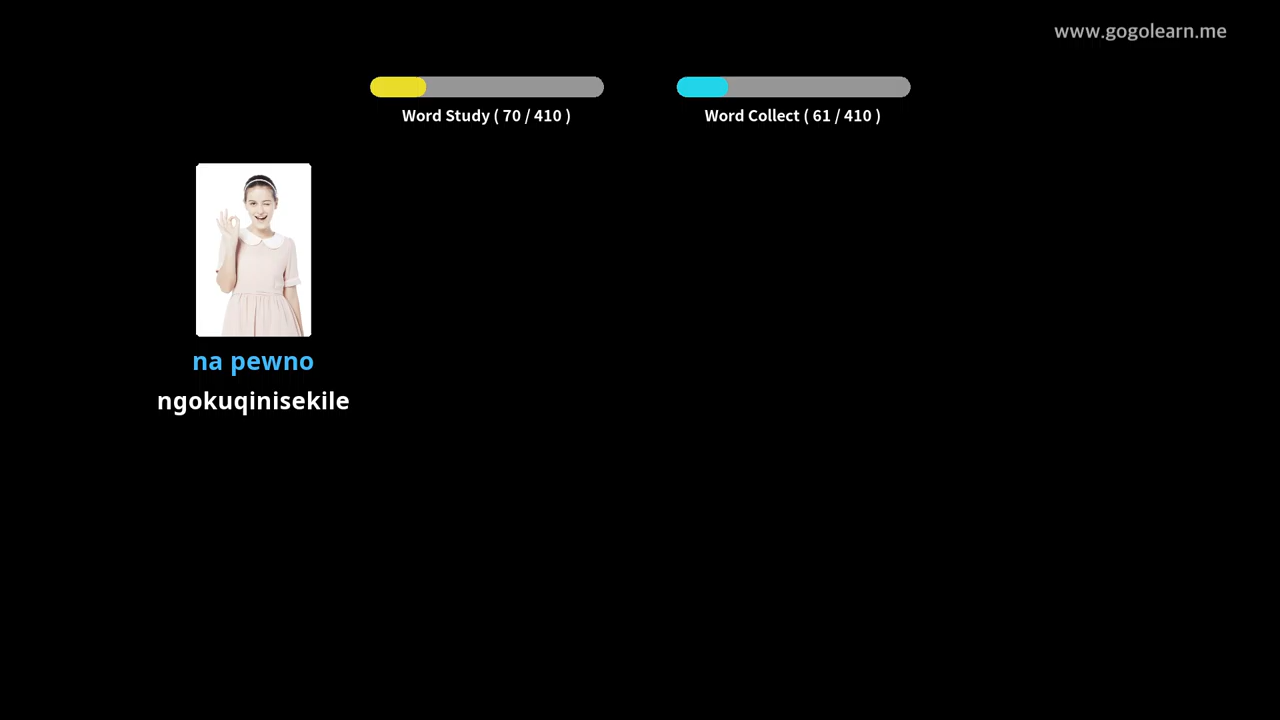 www.gogolearn.me
Word Study ( 70 / 410 )
Word Collect ( 61 / 410 )
na pewno
ngokuqinisekile